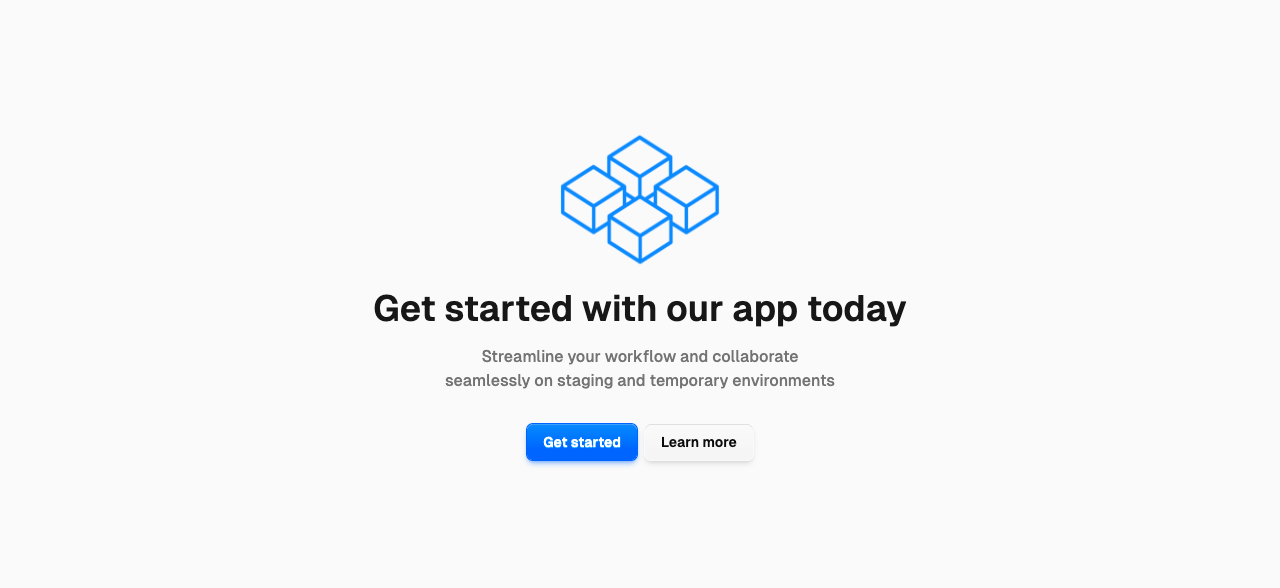 Get started with our app today
Streamline your workflow and collaborate
seamlessly on staging and temporary environments
Get started
Learn more